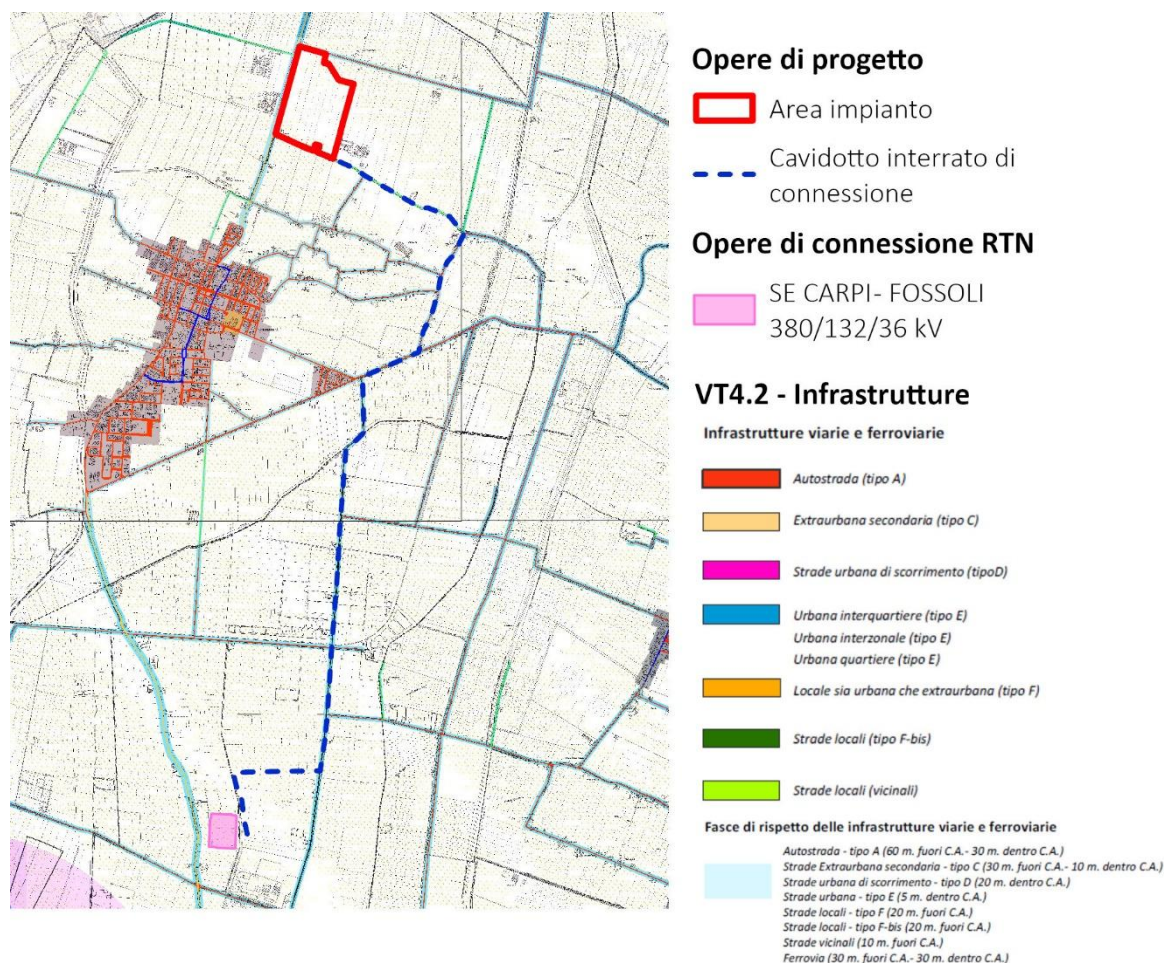 Opere di progetto
Area impianto
Cavidotto interrato di
connessione
Opere di connessione RTN
SE CARPI- FOSSOLI
380/132/36 kV
VT4.2 - Infrastrutture
Infrastrutture viarie e ferroviarie
Autostrada (tipo A)
Extraurbana secondaria (tipo C)
Strade urbana di scorrimento (tipoD)
Urbana interquartiere (tipo E)
Urbana interzonale (tipo E)
Urbana quartiere (tipo E)
Locale sia urbana che extraurbana (tipo F)
Strade locali (tipo F-bis)
Strade locali (vicinali)
Fasce di rispetto delle infrastrutture viarie e ferroviarie
Autostrada - tipo A (60 m. fuori C.A.- 30 m. dentro C.A.)
Strade Extraurbana secondaria - tipo C (30 m. fuori C.A.- 10 m. dentro C.A.)
Strade urbana di scorrimento - tipo D (20 m. dentro C.A.)
Strade urbana - tipo E (5 m. dentro C.A.)
Strade locali - tipo F (20 m. fuori C.A.)
Strade locali - tipo F-bis (20 m. fuori C.A.)
Strade vicinali (10 m. fuori C.A.)
Ferrovia (30 m. fuori C.A.- 30 m. dentro C.A.)